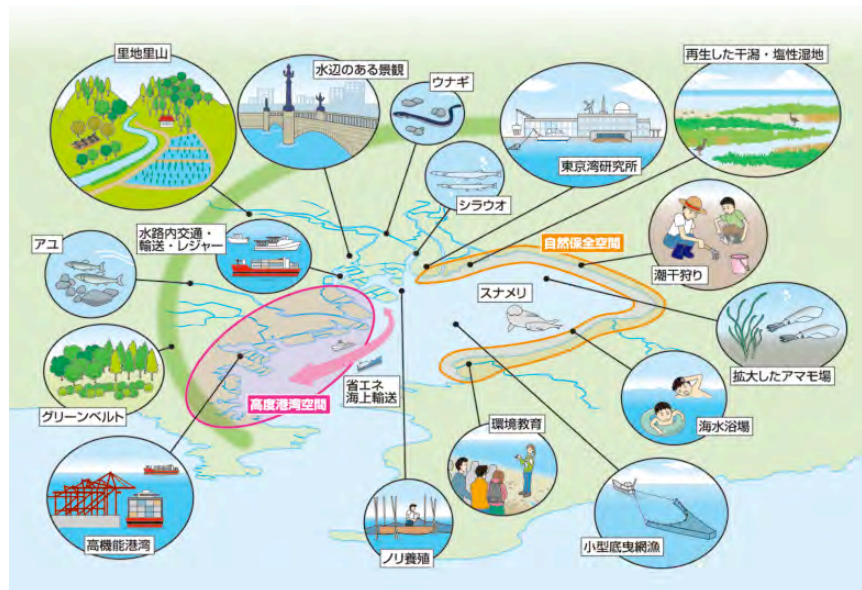 里地里山
水辺のある景観
ウナギ
再生した干潟・塩性湿地
東京湾研究所
シラウオ
水路内交通・
輸送・レジャー
アユ
自然保全空間
潮干狩り
スナメリ
拡大したアマモ場
グリーンベルト
高度港湾空間
省エネ
海上輸送
環境教育
海水浴場
高機能港湾
ノリ養殖
小型底曳網漁